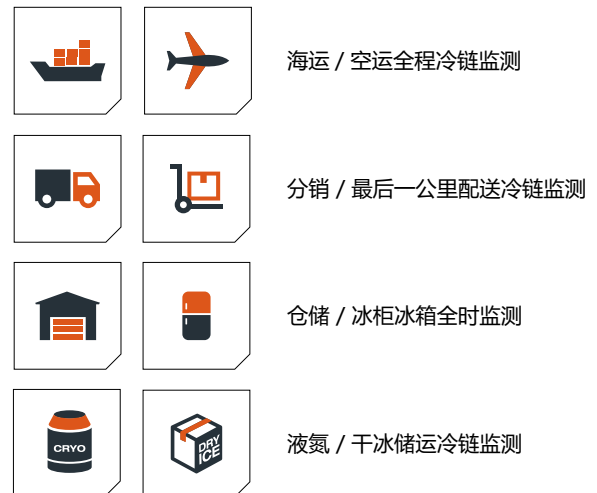 海运 / 空运全程冷链监测
分销 / 最后一公里配送冷链监测
仓储 / 冰柜冰箱全时监测
CRYO
DRY
ICE
液氮 / 干冰储运冷链监测